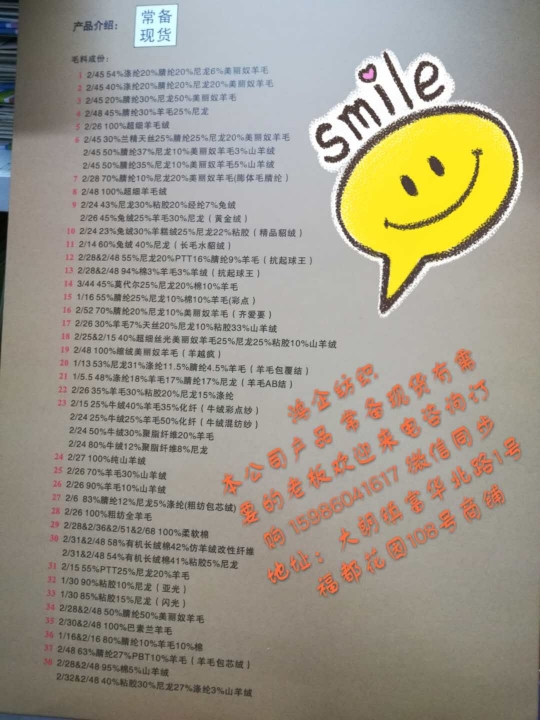 产品介绍：
常备
现货
毛料成份：
1 2/45 54%涤纶20%腈纶20%尼龙6%美丽奴羊毛
2 2/45 40%涤纶20%腈纶20%尼龙20%美丽奴羊毛
3 2/45 20%腈纶30%尼龙50%美丽奴羊毛
4 2/48 45%腈纶30%羊毛25%尼龙
5 2/26 100%超细羊羔绒
6 2/45 30%兰精天丝25%腈纶25%尼龙20%美丽奴羊毛
2/45 50%腈纶37%尼龙10%美丽奴羊毛3%山羊绒
2/45 50%腈纶35%尼龙10%美丽奴羊毛5%山羊绒
7 2/28 70%腈纶10%尼龙20%美丽奴羊毛(膨体毛腈纶)
8 2/48 100%超细羊毛绒
9 2/24 43%尼龙30%粘胶20%经纶7%兔绒
2/26 45%兔绒25%羊毛30%尼龙（黄金绒）
10 2/24 23%兔绒30%羊糕绒25%尼龙22%粘胶（精品貂绒）
11 2/14 60%兔绒40%尼龙（长毛水貂绒）
12 2/28&2/48 55%尼龙20%PTT16%腈纶9%羊毛（抗起球王）
13 2/28&2/48 94%棉3%羊毛3%羊绒（抗起球王）
14 3/44 45%莫代尔25%尼龙20%棉10%羊毛
15 1/16 55%腈纶25%尼龙10%棉10%羊毛(彩点)
16 2/52 70%腈纶20%尼龙10%美丽奴羊毛（齐爱要）
17 2/26 30%羊毛7%天丝20%尼龙10%粘胶33%山羊绒
18 2/25&2/15 40%超细丝光美丽奴羊毛25%尼龙25%粘胶10%山羊绒
19 2/48 100%缩绒美丽奴羊毛（羊越疯）
20 1/13 53%尼龙31%涤纶11.5%腈纶4.5%羊毛（羊毛包覆结）
21 1/5.5 48%涤纶18%羊毛17%腈纶17%尼龙（羊毛AB结）
22 2/26 35%羊毛30%粘胶20%尼龙15%涤纶
23 2/15 25%牛绒40%羊毛35%化纤（牛绒彩点纱）
2/24 25%牛绒25%羊毛50%化纤（牛绒混纺纱）
2/24 50%牛绒30%聚脂纤维20%羊毛
2/24 80%牛绒12%聚脂纤维8%尼龙
24 2/27 100%纯山羊绒
25 2/26 70%羊毛30%山羊绒
26 2/26 90%羊毛10%山羊绒
27 2/6 83%腈纶12%尼龙5%涤纶(粗纺包芯绒)
28 2/26 100%粗纺全羊毛
29 2/28&2/36&2/51&2/68 100%柔软棉
30 2/31&2/48 58%有机长绒棉42%仿羊绒改性纤维
2/31&2/48 54%有机长绒棉41%粘胶5%尼龙
31 2/15 55%PTT25%尼龙20%羊毛
32 1/30 90%粘胶10%尼龙（亚光）
33 1/30 85%粘胶15%尼龙（闪光）
34 2/28&2/48 50%腈纶50%美丽奴羊毛
35 2/30&2/48 100%巴素兰羊毛
36 1/16&2/16 80%腈纶10%羊毛10%棉
37 2/48 63%腈纶27%PBT10%羊毛（羊毛包芯绒）
2/28&2/48 95%棉5%山羊绒
2/32&2/48 40%粘胶30%尼龙27%涤纶3%山羊绒
smile
鸿企纺织
本公司产品 常备现货有需
要的老板欢迎来电咨询订
购 15986041617 微信同步
地址：大朗镇富华北路1号
福都花园108号商铺